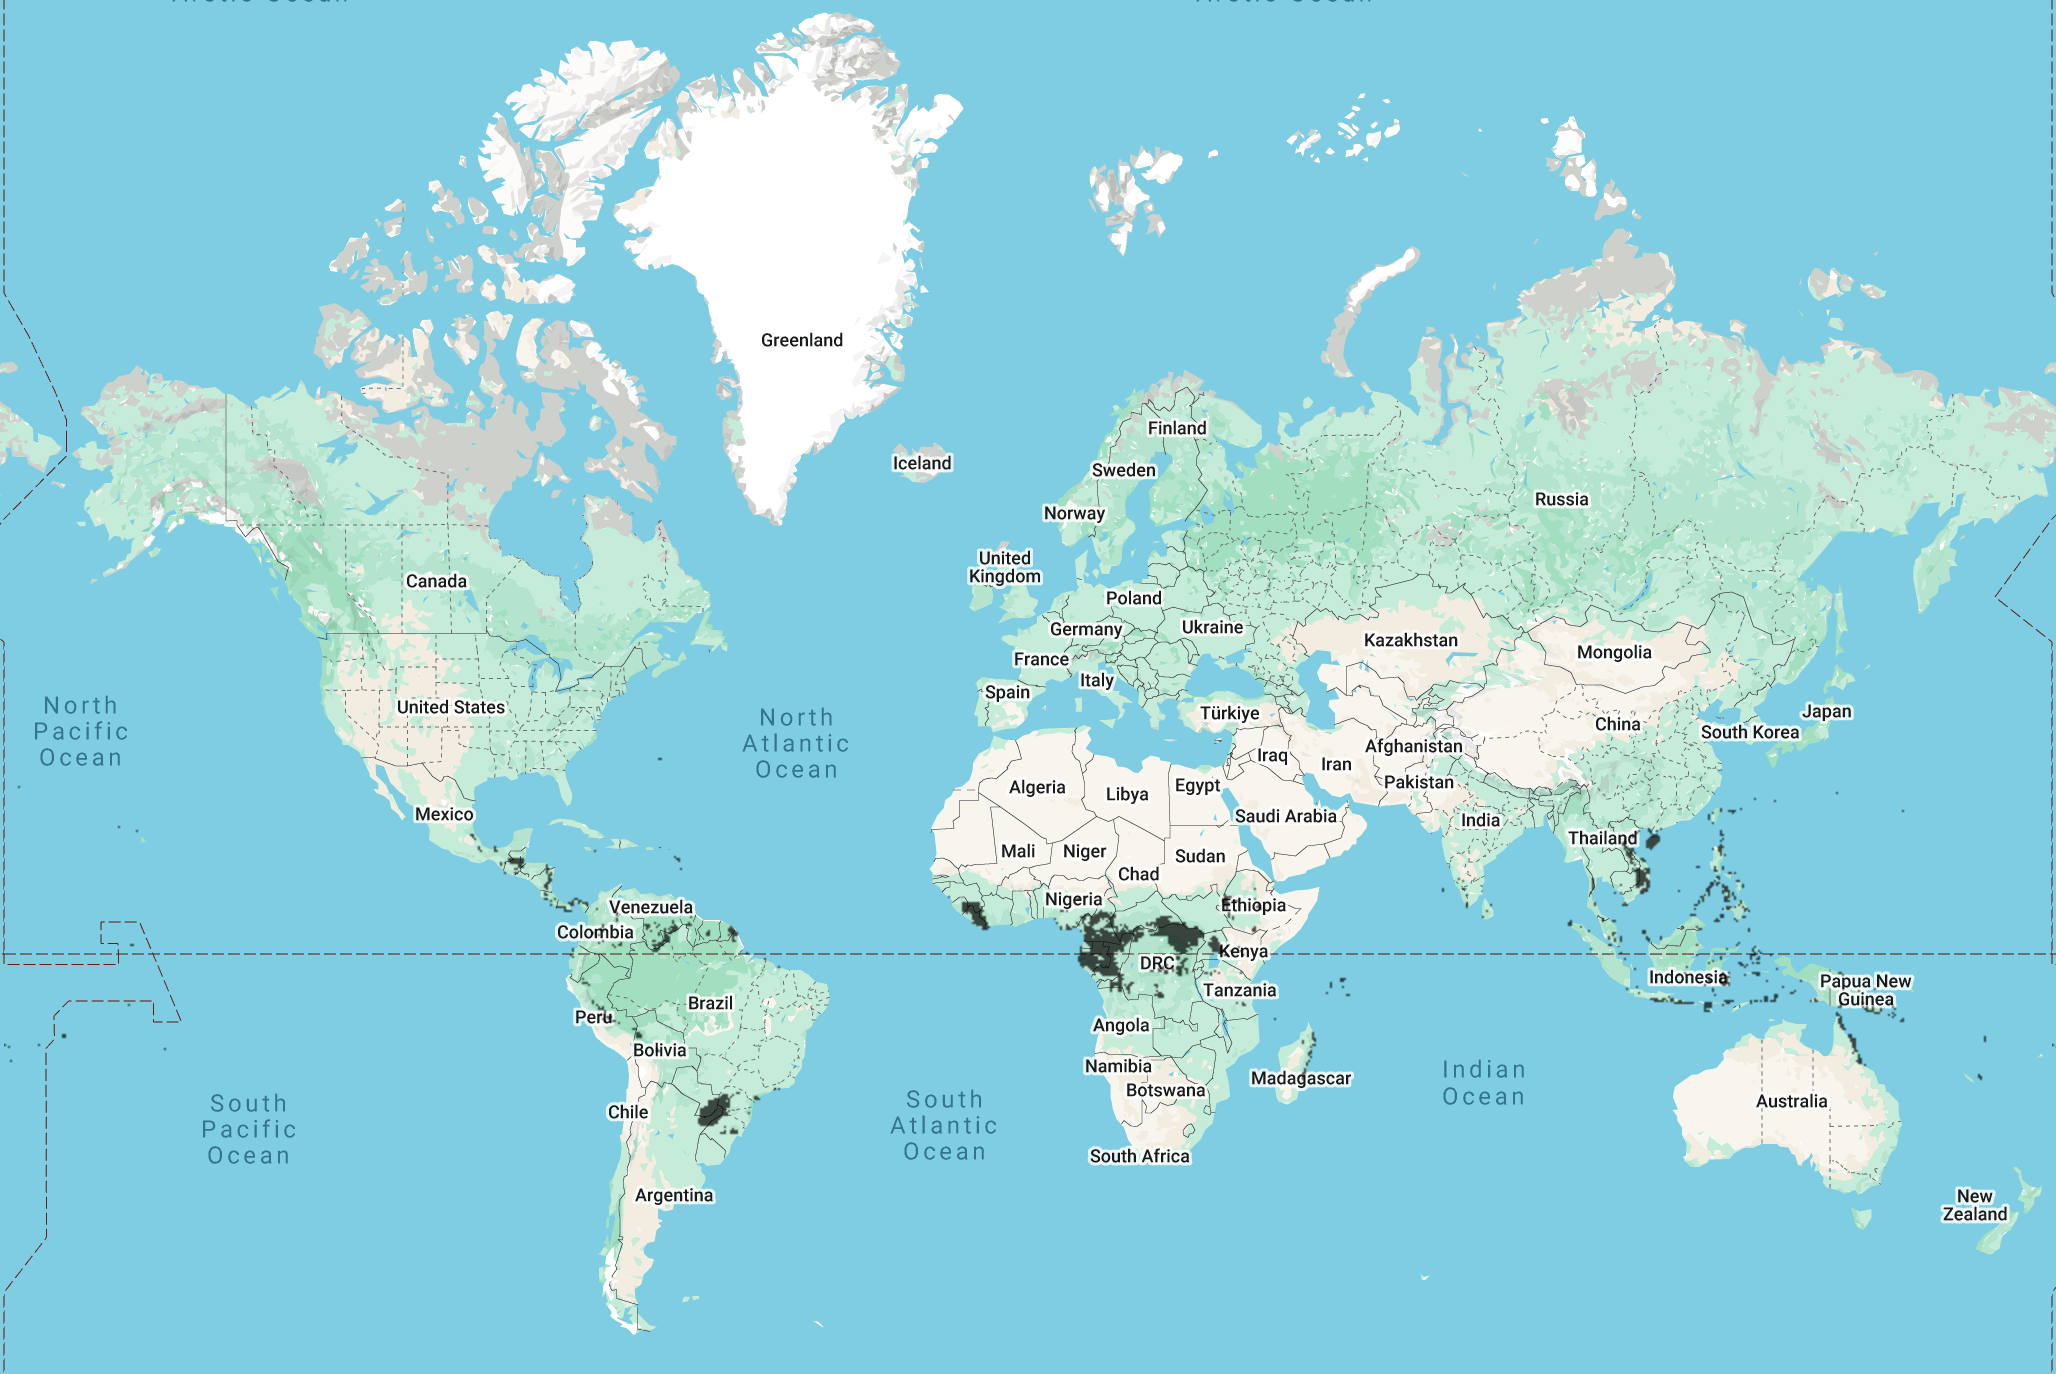 Arctic Ocean
Arctic Ocean
Greenland
Iceland
Finland
Sweden
Norway
Russia
United
Kingdom
Canada
Poland
Germany
Ukraine
Kazakhstan
Mongolia
France
Italy
Spain
United States
Türkiye
China
Japan
South Korea
North
Pacific
Ocean
North
Atlantic
Ocean
Afghanistan
Iraq
Iran
Pakistan
Algeria
Libya
Egypt
Saudi Arabia
India
Mexico
Thailand
Mali
Niger
Chad
Sudan
Nigeria
Ethiopia
Venezuela
Colombia
DRC
Kenya
Tanzania
Indonesia
Papua New
Guinea
Brazil
Peru
Bolivia
Angola
Namibia
Botswana
Madagascar
Indian
Ocean
Australia
Chile
South
Pacific
Ocean
South
Atlantic
Ocean
South Africa
Argentina
New
Zealand